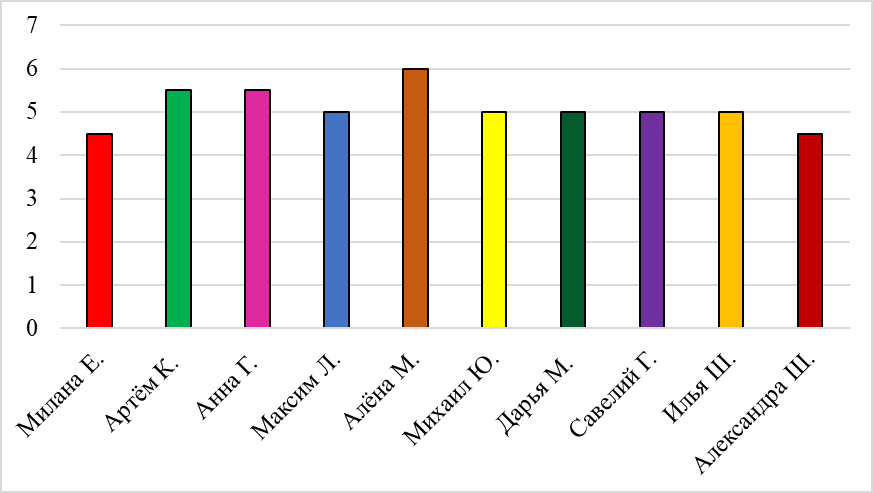 7
6
5
4
3
2
1
0
Милана Е.
Артём К.
Анна Г.
Максим Л.
Алёна М.
Михаил Ю.
Дарья М.
Савелий Г.
Илья Ш.
Александра Ш.